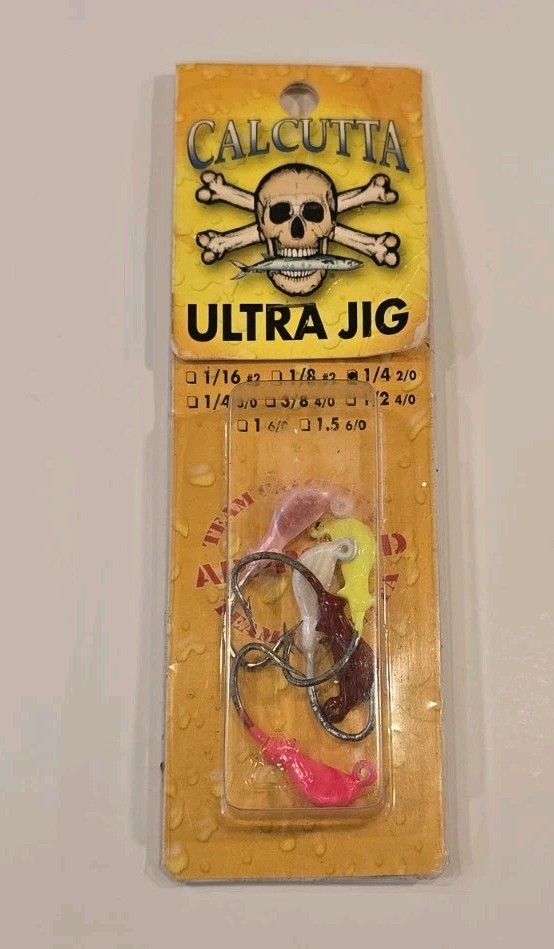 CALCUTTA
ULTRA JIG
☐ 1/16 #2 ☐ 1/8 #2 ☑ 1/4 2/0
☐ 1/4 3/0 ☐ 3/8 4/0 ☐ 1/2 4/0
☐ 1 6/0 ☐ 1.5 6/0
TEAM
TEAM